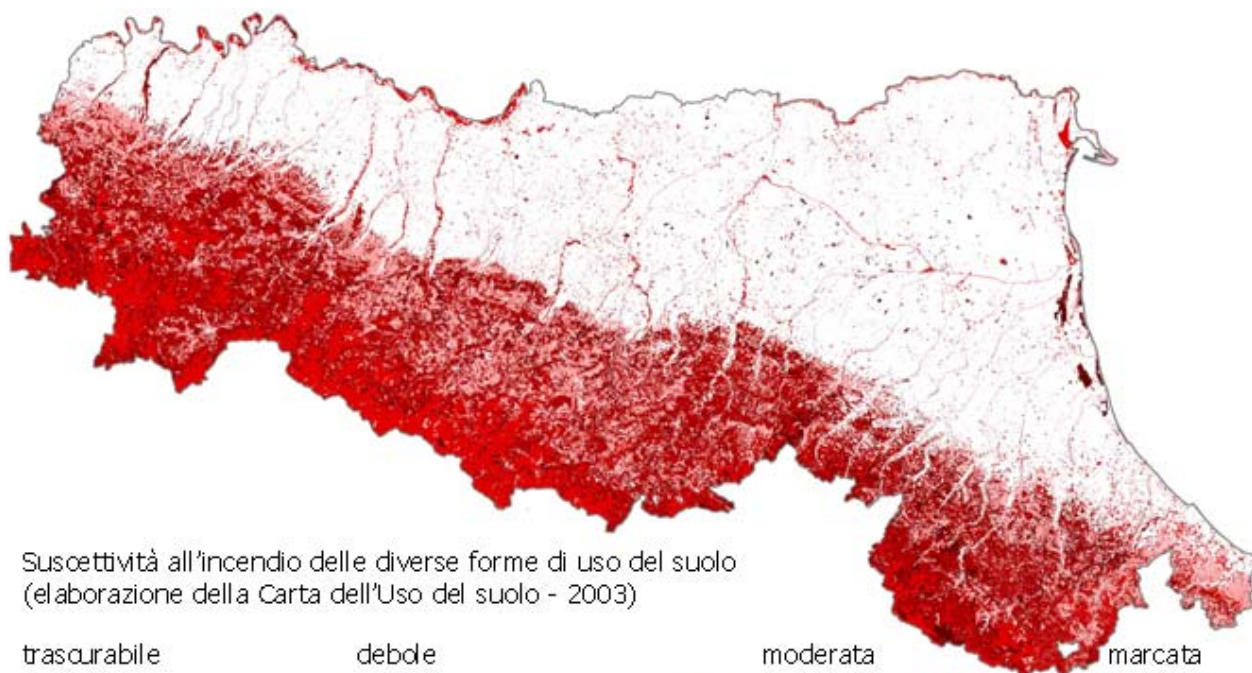 Suscettività all'incendio delle diverse forme di uso del suolo
(elaborazione della Carta dell'Uso del suolo - 2003)
trascurabile debole moderata marcata